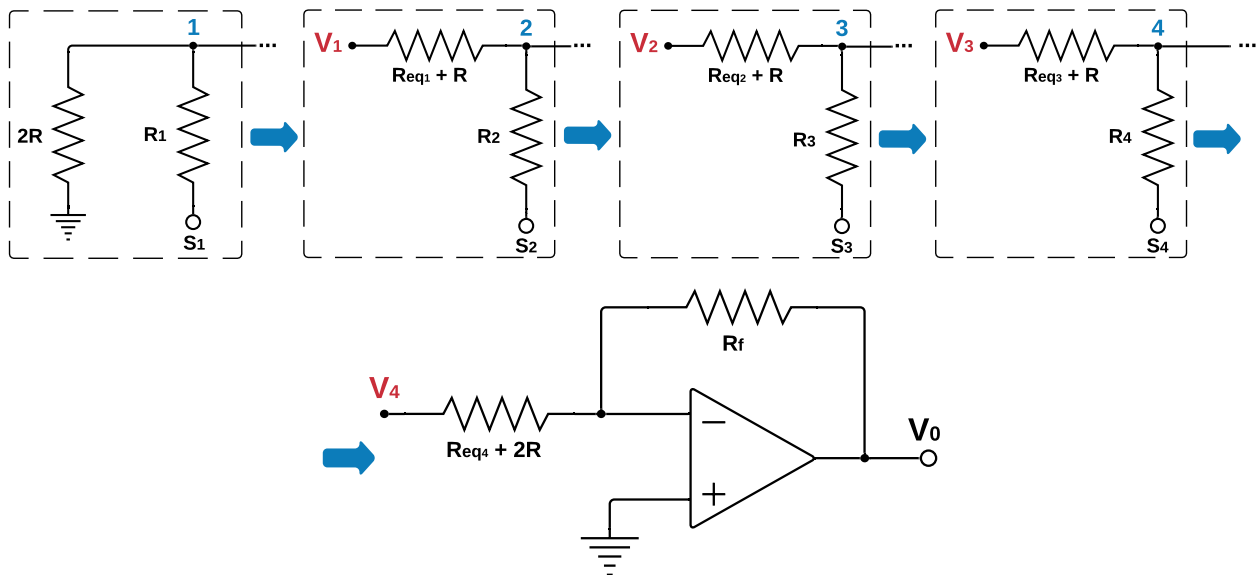 1
2R
R1
S1
V1
2
Req1 + R
R2
S2
V2
3
Req2 + R
R3
S3
V3
4
Req3 + R
R4
S4
Rf
V4
Req4 + 2R
V0